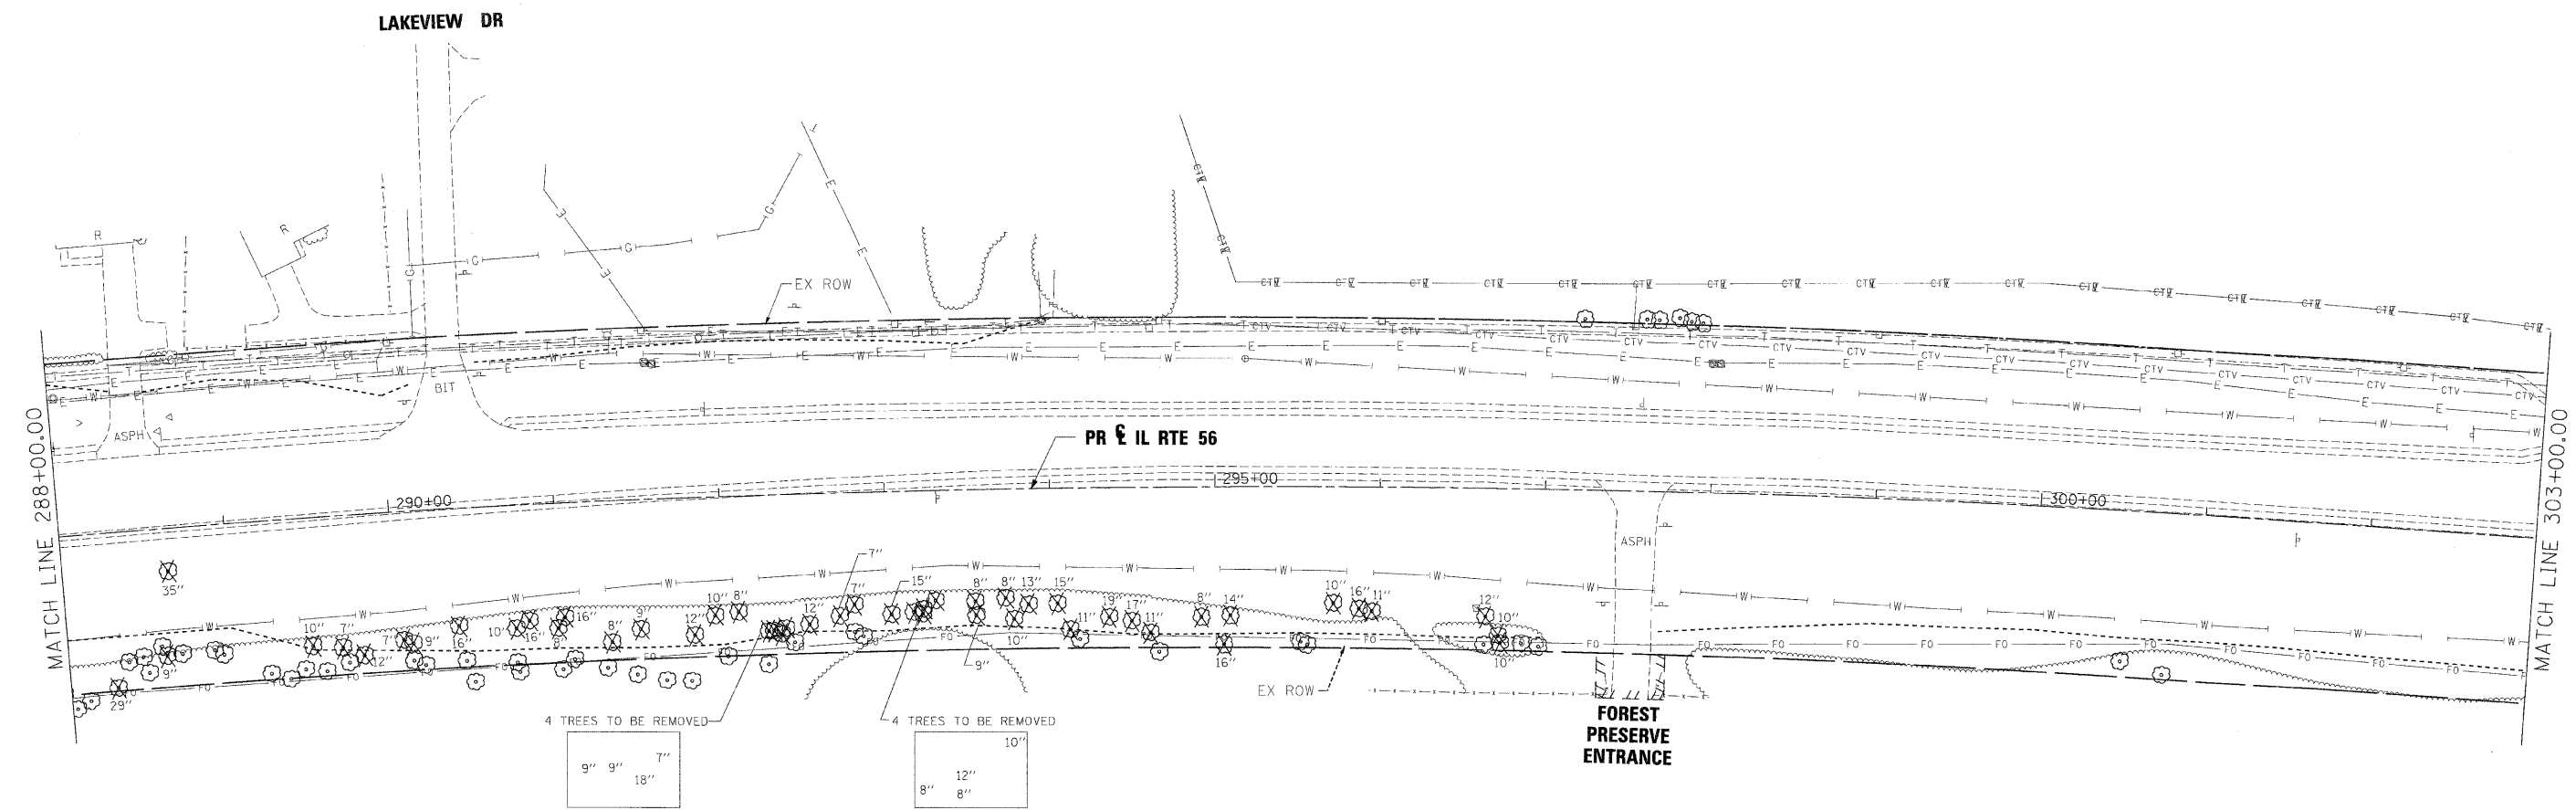 LAKEVIEW DR
R
R
EX ROW
BIT
ASPH
PR ℄ IL RTE 56
290+00
295+00
300+00
MATCH LINE 288+00.00
MATCH LINE 303+00.00
ASPH
35"
7"
15"
7"
8"
8"
13"
15"
10"
16"
11"
12"
10"
10"
8"
12"
19"
17"
11"
11"
8"
14"
10"
7"
7"
9"
12"
16"
10"
16"
16"
8"
9"
8"
12"
10"
9"
16"
10"
9"
29"
EX ROW
4 TREES TO BE REMOVED
4 TREES TO BE REMOVED
9" 9" 7"
18"
10"
12"
8" 8"
FOREST
PRESERVE
ENTRANCE